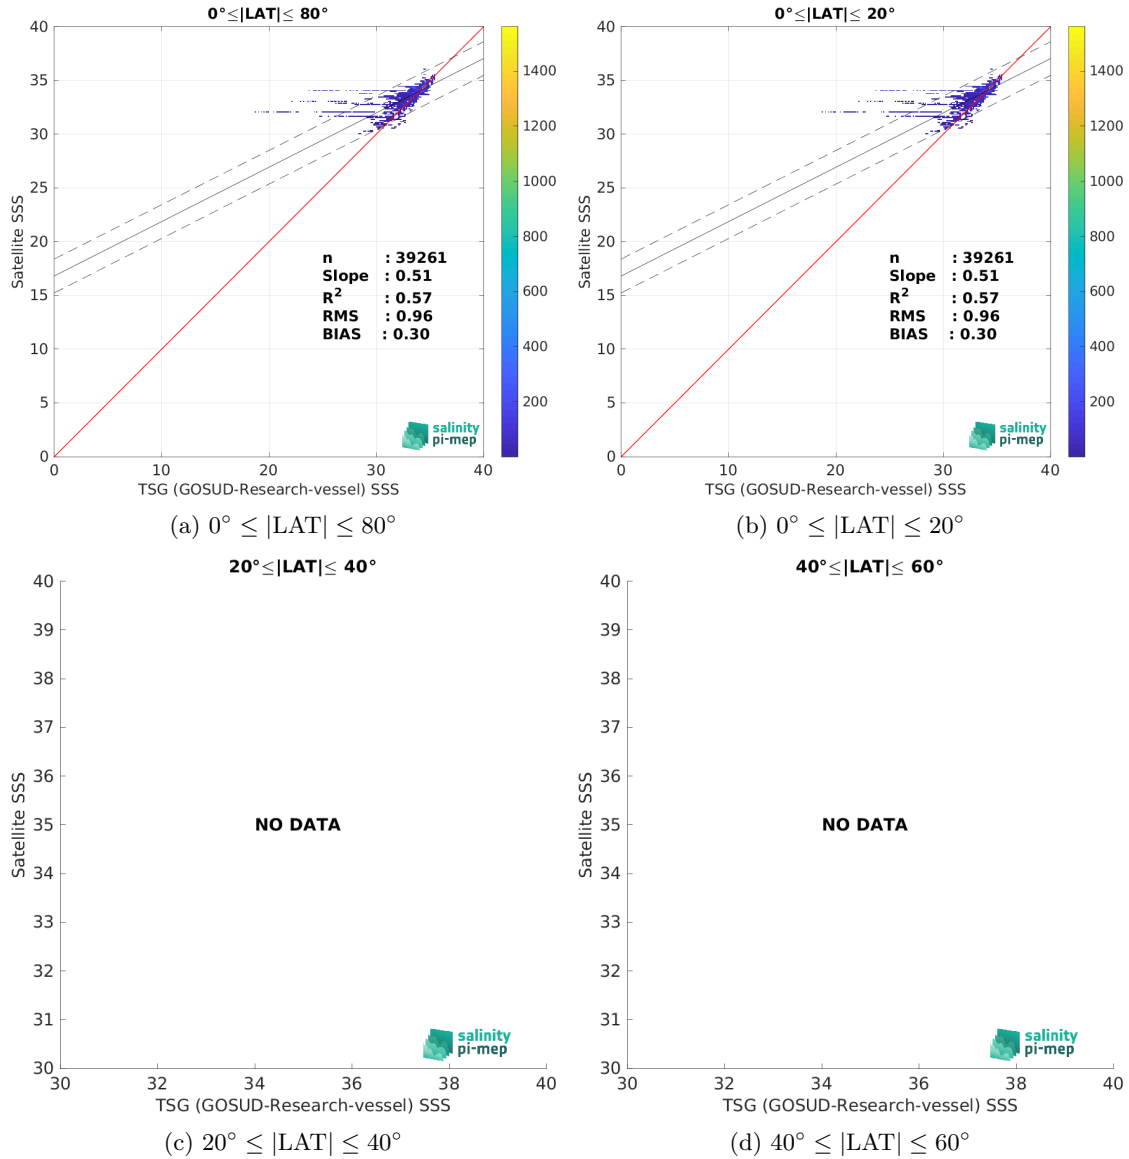 0°≤|LAT|≤ 80°
Satellite SSS
40
35
30
25
20
15
10
5
0
0
10
20
30
40
TSG (GOSUD-Research-vessel) SSS
n : 39261
Slope : 0.51
R² : 0.57
RMS : 0.96
BIAS : 0.30
salinity
pi-mep
1400
1200
1000
800
600
400
200
(a) 0° ≤ |LAT| ≤ 80°
0°≤|LAT|≤ 20°
Satellite SSS
40
35
30
25
20
15
10
5
0
0
10
20
30
40
TSG (GOSUD-Research-vessel) SSS
n : 39261
Slope : 0.51
R² : 0.57
RMS : 0.96
BIAS : 0.30
salinity
pi-mep
1400
1200
1000
800
600
400
200
(b) 0° ≤ |LAT| ≤ 20°
20°≤|LAT|≤ 40°
Satellite SSS
40
39
38
37
36
35
34
33
32
31
30
30
32
34
36
38
40
NO DATA
salinity
pi-mep
TSG (GOSUD-Research-vessel) SSS
(c) 20° ≤ |LAT| ≤ 40°
40°≤|LAT|≤ 60°
Satellite SSS
40
39
38
37
36
35
34
33
32
31
30
30
32
34
36
38
40
NO DATA
salinity
pi-mep
TSG (GOSUD-Research-vessel) SSS
(d) 40° ≤ |LAT| ≤ 60°